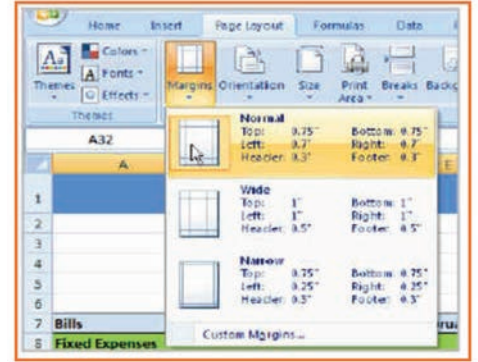 Home Insert Page Layout Formulas Data
Themes Colors Fonts Effects Margins Orientation Size Print Area Breaks
Themes
A32
A E
Normal
Top: 0.75" Bottom: 0.75"
Left: 0.7" Right: 0.7"
Header: 0.3" Footer: 0.3"
1
Wide
Top: 1" Bottom: 1"
Left: 1" Right: 1"
Header: 0.5" Footer: 0.5"
2
3
4
Narrow
Top: 0.75" Bottom: 0.75"
Left: 0.25" Right: 0.25"
Header: 0.3" Footer: 0.3"
5
6
7 Bills
Custom Margins...
8 Fixed Expenses